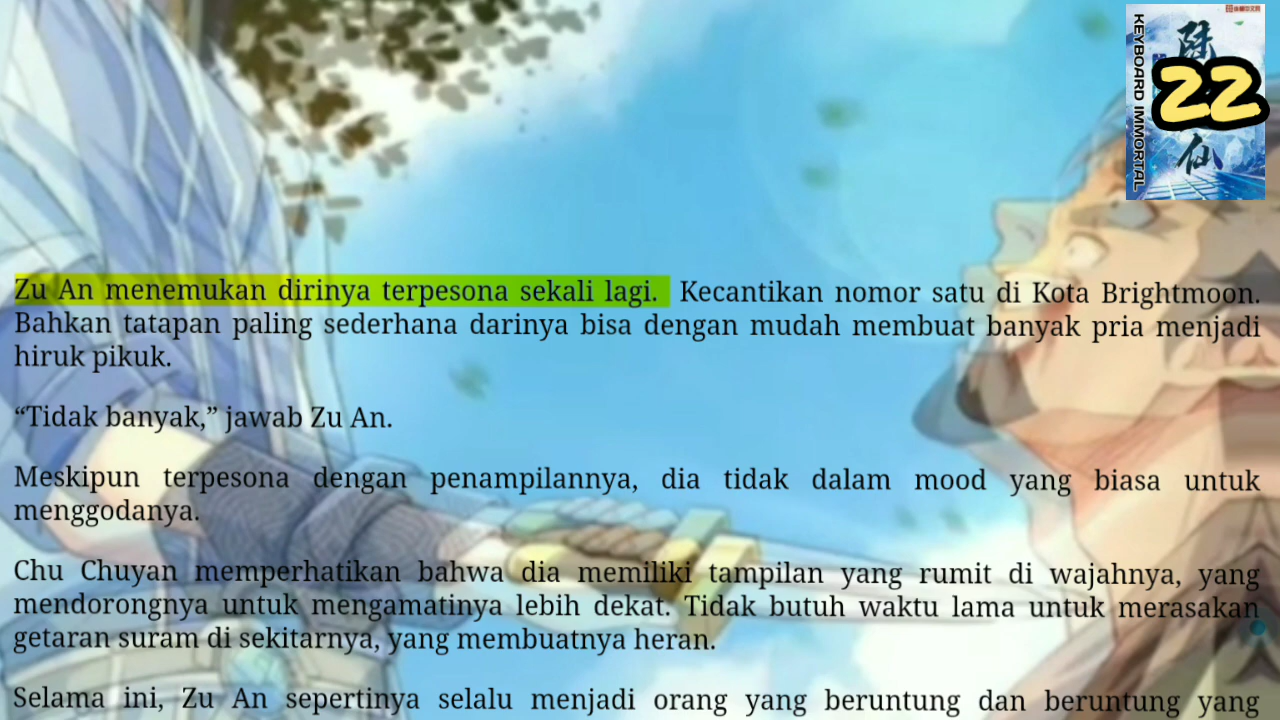 KEYBOARD IMMORTAL
22
仙
Zu An menemukan dirinya terpesona sekali lagi. Kecantikan nomor satu di Kota Brightmoon.
Bahkan tatapan paling sederhana darinya bisa dengan mudah membuat banyak pria menjadi
hiruk pikuk.
“Tidak banyak,” jawab Zu An.
Meskipun terpesona dengan penampilannya, dia tidak dalam mood yang biasa untuk
menggodanya.
Chu Chuyan memperhatikan bahwa dia memiliki tampilan yang rumit di wajahnya, yang
mendorongnya untuk mengamatinya lebih dekat. Tidak butuh waktu lama untuk merasakan
getaran suram di sekitarnya, yang membuatnya heran.
Selama ini, Zu An sepertinya selalu menjadi orang yang beruntung dan beruntung yang